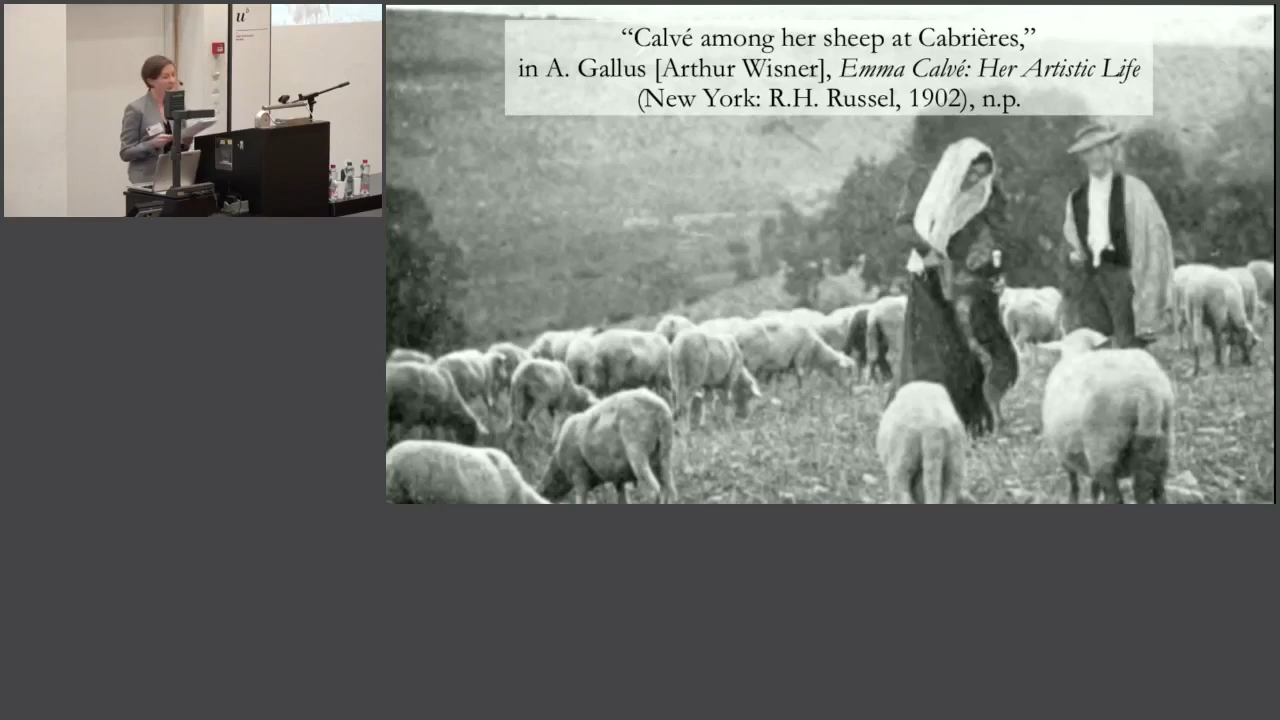 “Calvé among her sheep at Cabrières,”
in A. Gallus [Arthur Wisner], Emma Calvé: Her Artistic Life
(New York: R.H. Russel, 1902), n.p.
u
b